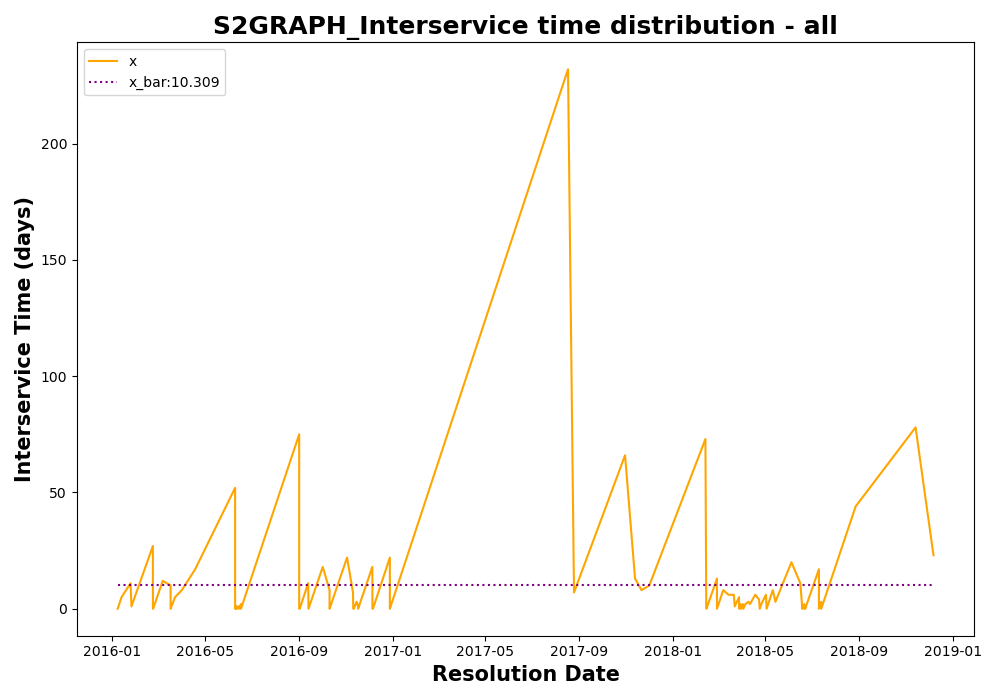 S2GRAPH_Interservice time distribution - all
x
x_bar:10.309
Interservice Time (days)
200
150
100
50
0
2016-01 2016-05 2016-09 2017-01 2017-05 2017-09 2018-01 2018-05 2018-09 2019-01
Resolution Date